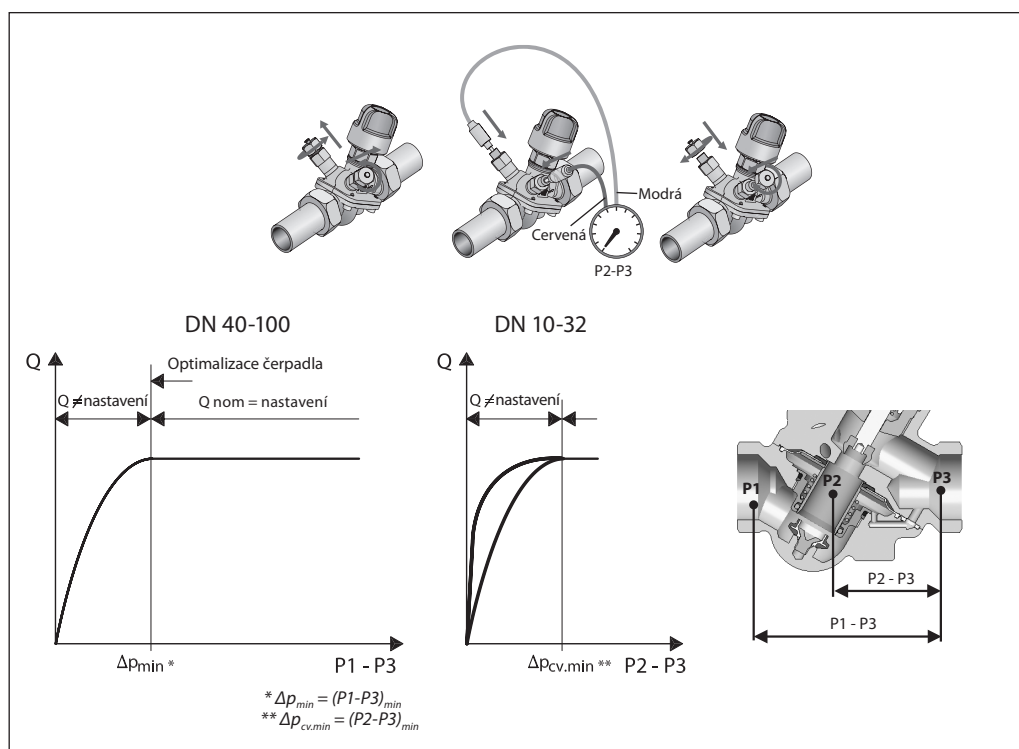 Modrá
Červená
P2-P3
DN 40-100
Q
Optimalizace čerpadla
Q ≠nastavení
Q nom = nastavení
Δpmin *
P1 - P3
DN 10-32
Q
Q ≠nastavení
Δpcv.min **
P2 - P3
* Δpmin = (P1-P3)min
** Δpcv.min = (P2-P3)min
P1
P2
P3
P2 - P3
P1 - P3